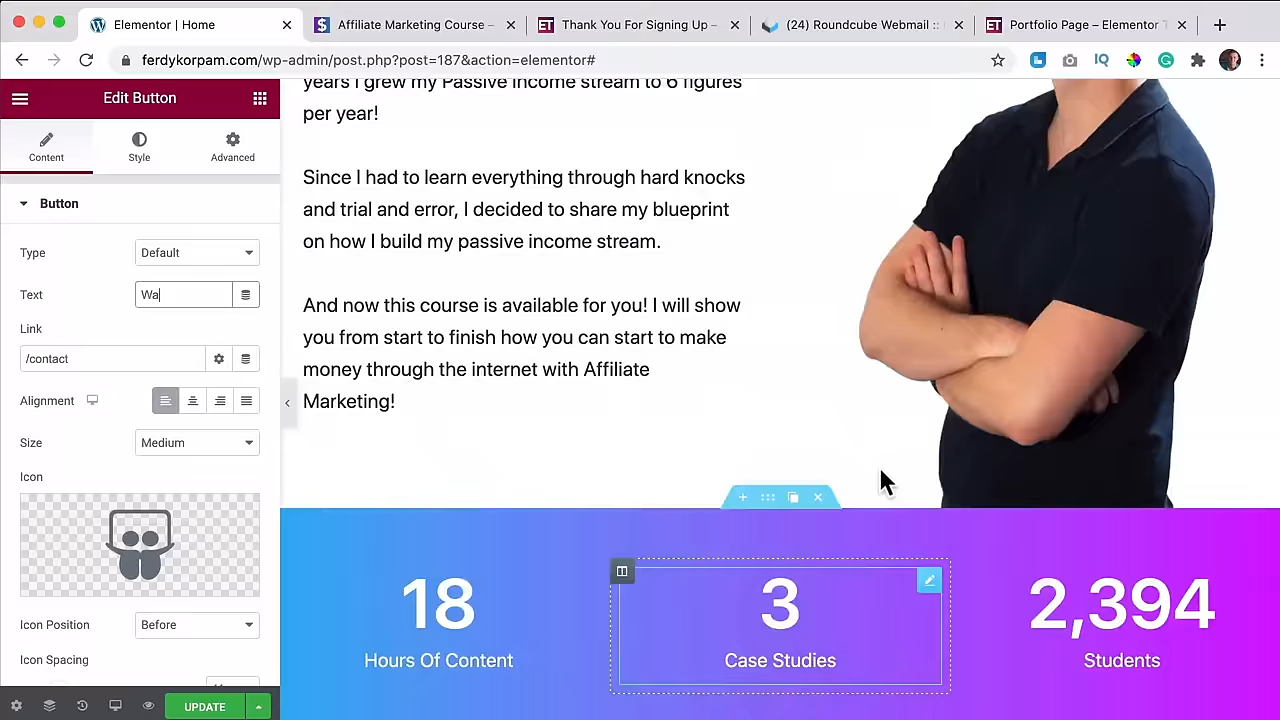 Elementor | Home
Affiliate Marketing Course –
Thank You For Signing Up –
(24) Roundcube Webmail ::
Portfolio Page – Elementor T
ferdykorpam.com/wp-admin/post.php?post=187&action=elementor#
Edit Button
Content
Style
Advanced
Button
Type
Default
Text
Wa
Link
/contact
Alignment
Size
Medium
Icon
Icon Position
Before
Icon Spacing
UPDATE
years I grew my Passive income stream to 6 figures
per year!
Since I had to learn everything through hard knocks
and trial and error, I decided to share my blueprint
on how I build my passive income stream.
And now this course is available for you! I will show
you from start to finish how you can start to make
money through the internet with Affiliate
Marketing!
18
Hours Of Content
3
Case Studies
2,394
Students